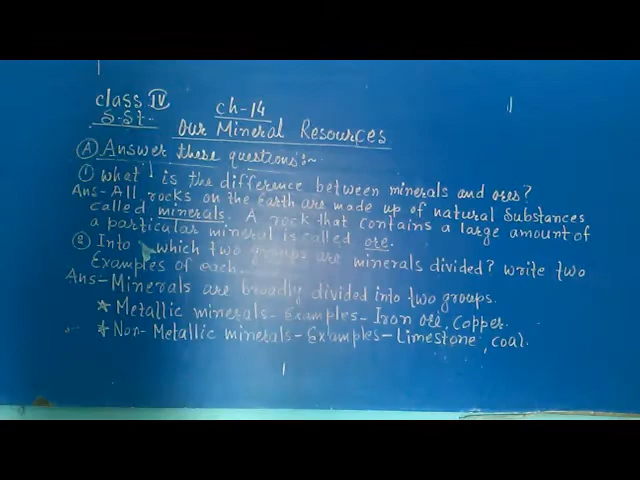 class IV
ch-14
S.St.
Our Mineral Resources
A Answer these questions:~
1 What is the difference between minerals and ores?
Ans- All rocks on the Earth are made up of natural Substances
called minerals. A rock that contains a large amount of
a particular mineral is called ore.
2 Into which two groups are minerals divided? write two
Examples of each.
Ans- Minerals are broadly divided into two groups.
* Metallic minerals- Examples- Iron ore, Copper.
* Non-Metallic minerals- Examples- Limestone, coal.